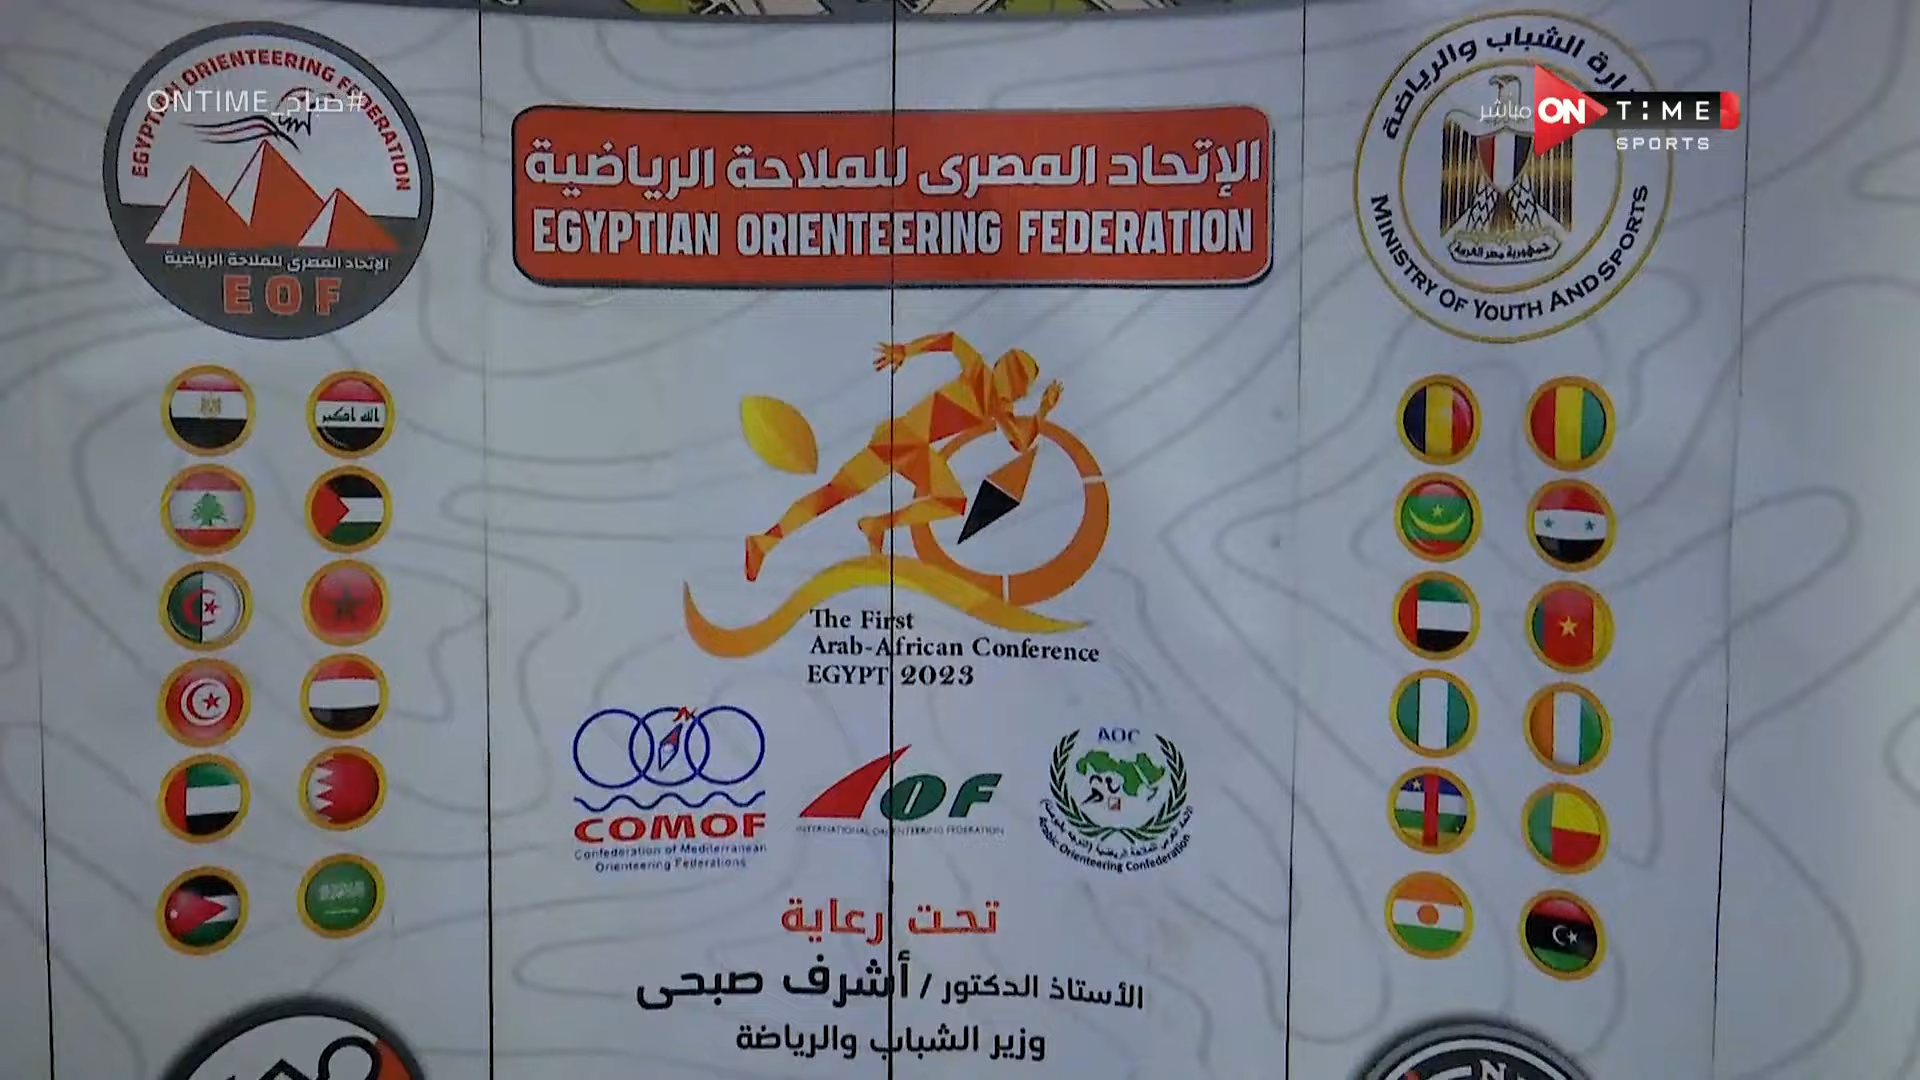 EGYPTIAN ORIENTEERING FEDERATION
#صباح_ONTIME
الإتحاد المصرى للملاحة الرياضية
EOF
الإتحاد المصرى للملاحة الرياضية
EGYPTIAN ORIENTEERING FEDERATION
وزارة الشباب والرياضة
جمهورية مصر العربية
MINISTRY OF YOUTH AND SPORTS
مباشر
ON TIME
SPORTS
الله اكبر
The First
Arab-African Conference
EGYPT 2023
COMOF
Confederation of Mediterranean
Orienteering Federations
IOF
INTERNATIONAL ORIENTEERING FEDERATION
AOC
Arabic Orienteering Confederation
تحت رعاية
الأستاذ الدكتور / أشرف صبحى
وزير الشباب والرياضة